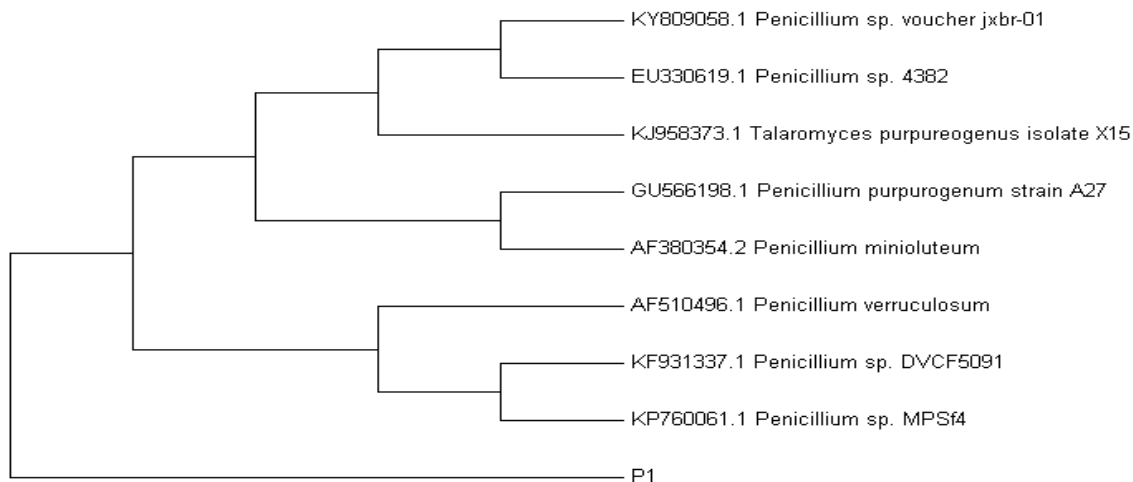 KY809058.1 Penicillium sp. voucher jxbr-01
EU330619.1 Penicillium sp. 4382
KJ958373.1 Talaromyces purpureogenus isolate X15
GU566198.1 Penicillium purpurogenum strain A27
AF380354.2 Penicillium minioluteum
AF510496.1 Penicillium verruculosum
KF931337.1 Penicillium sp. DVCF5091
KP760061.1 Penicillium sp. MPSf4
P1